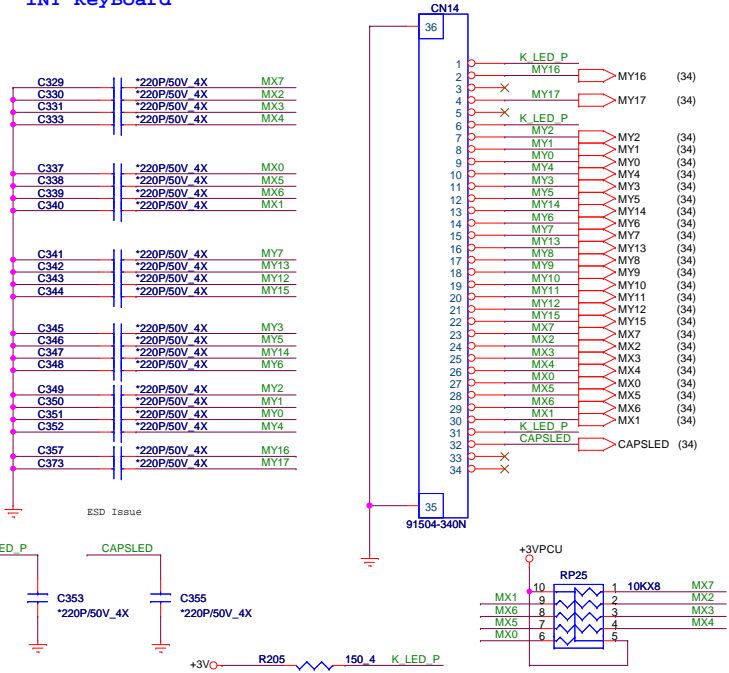 INT KeyBoard
CN14
36
C329 *220P/50V_4X MX7
C330 *220P/50V_4X MX2
C331 *220P/50V_4X MX3
C333 *220P/50V_4X MX4
C337 *220P/50V_4X MX0
C338 *220P/50V_4X MX5
C339 *220P/50V_4X MX6
C340 *220P/50V_4X MX1
C341 *220P/50V_4X MY7
C342 *220P/50V_4X MY13
C343 *220P/50V_4X MY12
C344 *220P/50V_4X MY15
C345 *220P/50V_4X MY3
C346 *220P/50V_4X MY5
C347 *220P/50V_4X MY14
C348 *220P/50V_4X MY6
C349 *220P/50V_4X MY2
C350 *220P/50V_4X MY1
C351 *220P/50V_4X MY0
C352 *220P/50V_4X MY4
C357 *220P/50V_4X MY16
C373 *220P/50V_4X MY17
ESD Issue
1 K_LED_P
2 MY16 MY16 (34)
3
4 MY17 MY17 (34)
5
6 K_LED_P
7 MY2 MY2 (34)
8 MY1 MY1 (34)
9 MY0 MY0 (34)
10 MY4 MY4 (34)
11 MY3 MY3 (34)
12 MY5 MY5 (34)
13 MY14 MY14 (34)
14 MY6 MY6 (34)
15 MY7 MY7 (34)
16 MY13 MY13 (34)
17 MY8 MY8 (34)
18 MY9 MY9 (34)
19 MY10 MY10 (34)
20 MY11 MY11 (34)
21 MY12 MY12 (34)
22 MY15 MY15 (34)
23 MX7 MX7 (34)
24 MX2 MX2 (34)
25 MX3 MX3 (34)
26 MX4 MX4 (34)
27 MX0 MX0 (34)
28 MX5 MX5 (34)
29 MX6 MX6 (34)
30 MX1 MX1 (34)
31 K_LED_P
32 CAPSLED CAPSLED (34)
33
34
35
91504-340N
ED_P
C353
*220P/50V_4X
CAPSLED
C355
*220P/50V_4X
+3V R205 150_4 K_LED_P
+3VPCU
RP25
10 1 10KX8 MX7
MX1 9 2 MX2
MX6 8 3 MX3
MX5 7 4 MX4
MX0 6 5